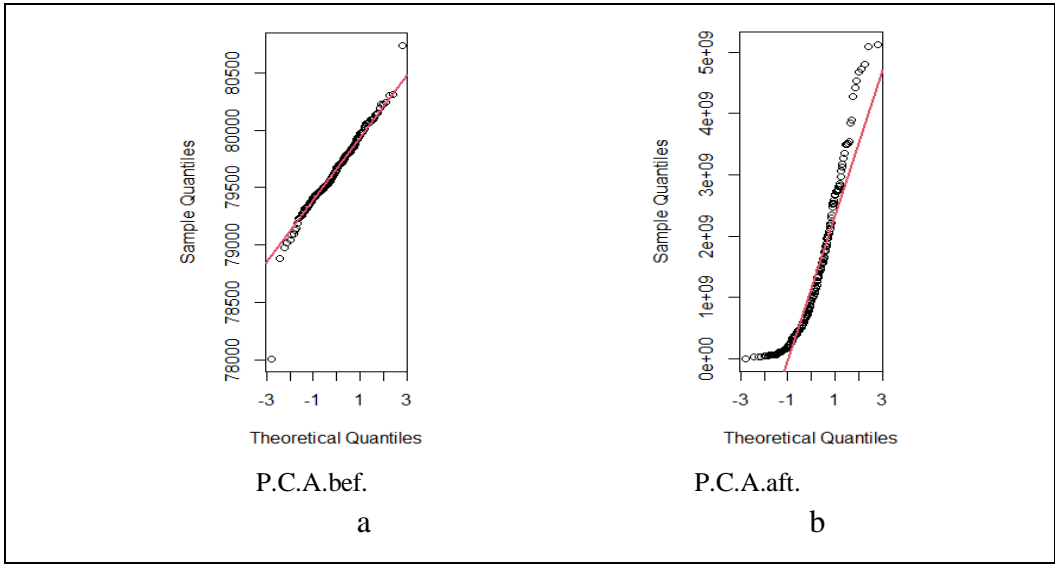 Sample Quantiles
78000 78500 79000 79500 80000 80500
-3 -1 1 3
Theoretical Quantiles
P.C.A.bef.
a
Sample Quantiles
0e+00 1e+09 2e+09 3e+09 4e+09 5e+09
-3 -1 1 3
Theoretical Quantiles
P.C.A.aft.
b